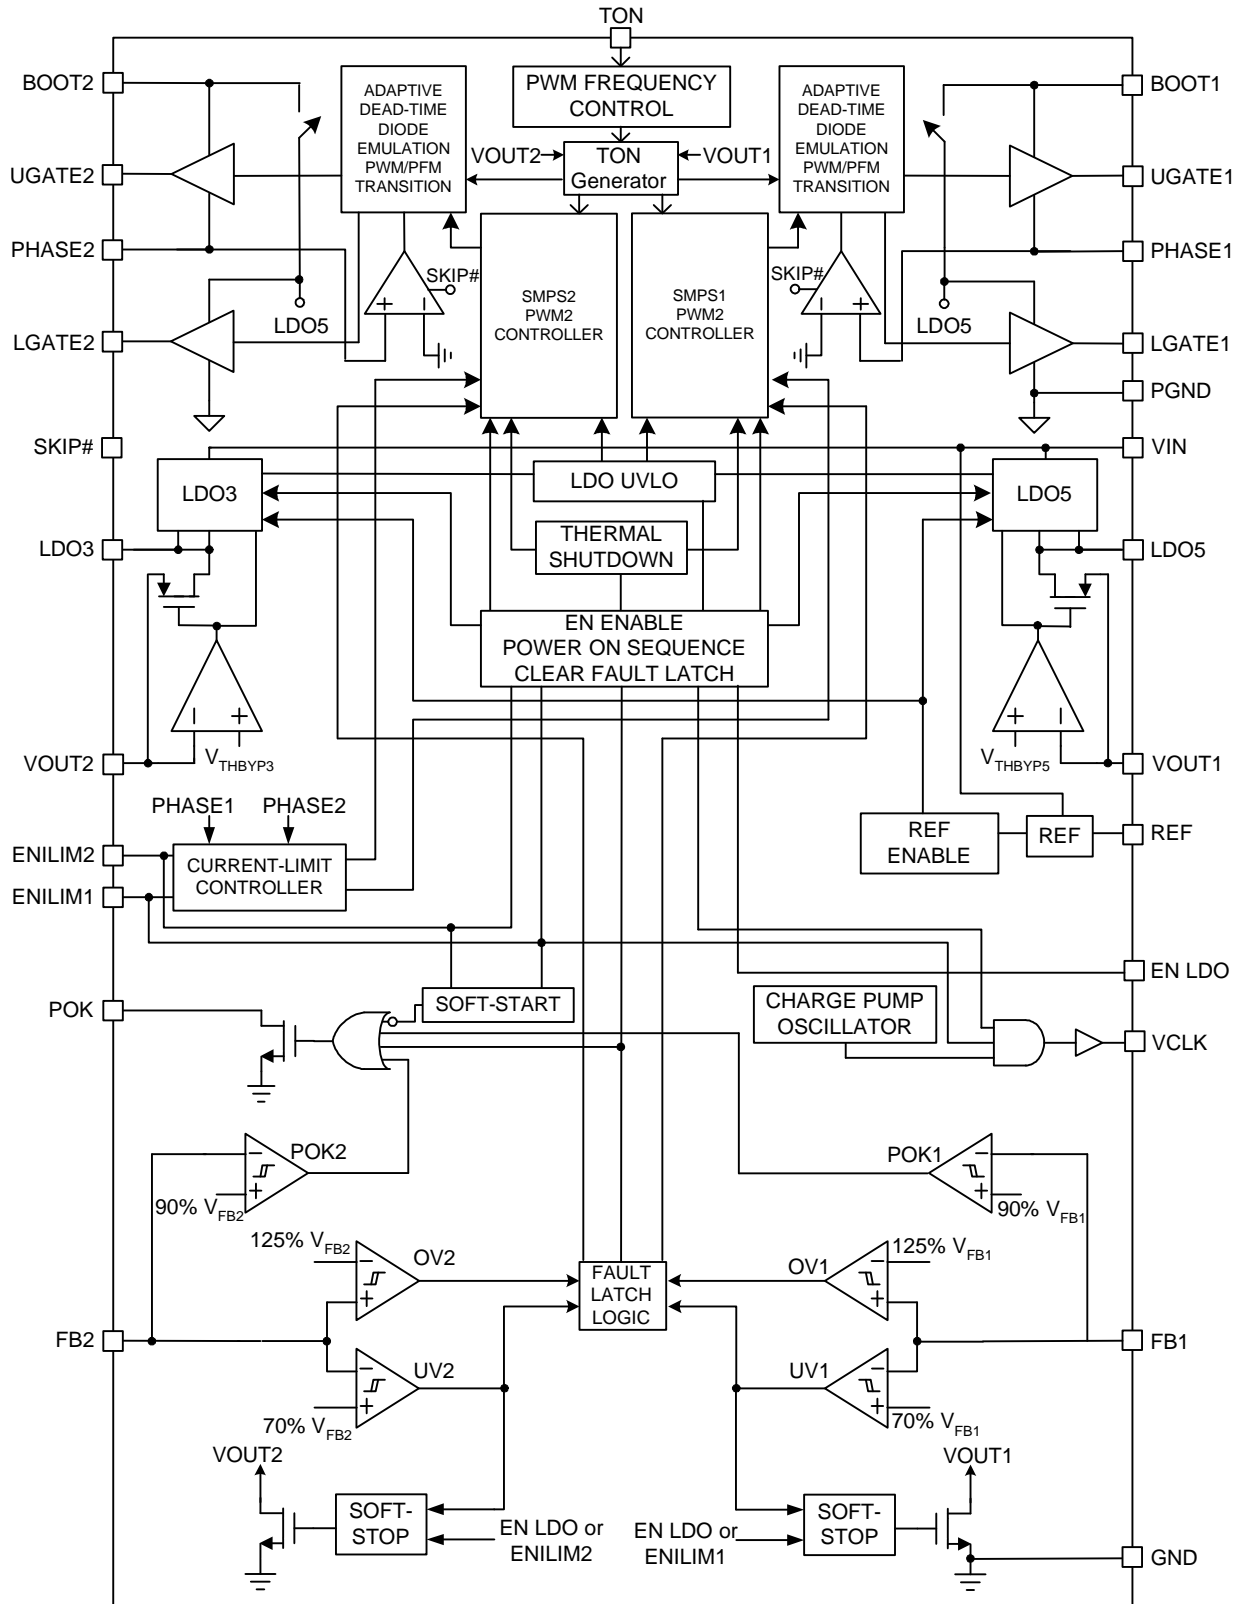 TON
BOOT2
PWM FREQUENCY
CONTROL
ADAPTIVE
DEAD-TIME
DIODE
EMULATION
PWM/PFM
TRANSITION
ADAPTIVE
DEAD-TIME
DIODE
EMULATION
PWM/PFM
TRANSITION
BOOT1
VOUT2
TON
Generator
VOUT1
UGATE2
UGATE1
PHASE2
PHASE1
SKIP#
SKIP#
+
−
−
+
LDO5
LDO5
SMPS2
PWM2
CONTROLLER
SMPS1
PWM2
CONTROLLER
LGATE2
LGATE1
PGND
SKIP#
VIN
LDO3
LDO UVLO
LDO5
LDO3
THERMAL
SHUTDOWN
LDO5
EN ENABLE
POWER ON SEQUENCE
CLEAR FAULT LATCH
−
+
+
−
VOUT2
VTHBYP3
VTHBYP5
VOUT1
PHASE1
PHASE2
REF
ENABLE
REF
REF
ENILIM2
CURRENT-LIMIT
CONTROLLER
ENILIM1
EN LDO
POK
SOFT-START
CHARGE PUMP
OSCILLATOR
VCLK
−
+
POK2
POK1
−
+
90% VFB2
90% VFB1
125% VFB2
−
+
OV2
FAULT
LATCH
LOGIC
OV1
−
+
125% VFB1
FB2
FB1
−
+
UV2
UV1
−
+
70% VFB2
70% VFB1
VOUT2
VOUT1
SOFT-
STOP
EN LDO or
ENILIM2
EN LDO or
ENILIM1
SOFT-
STOP
GND